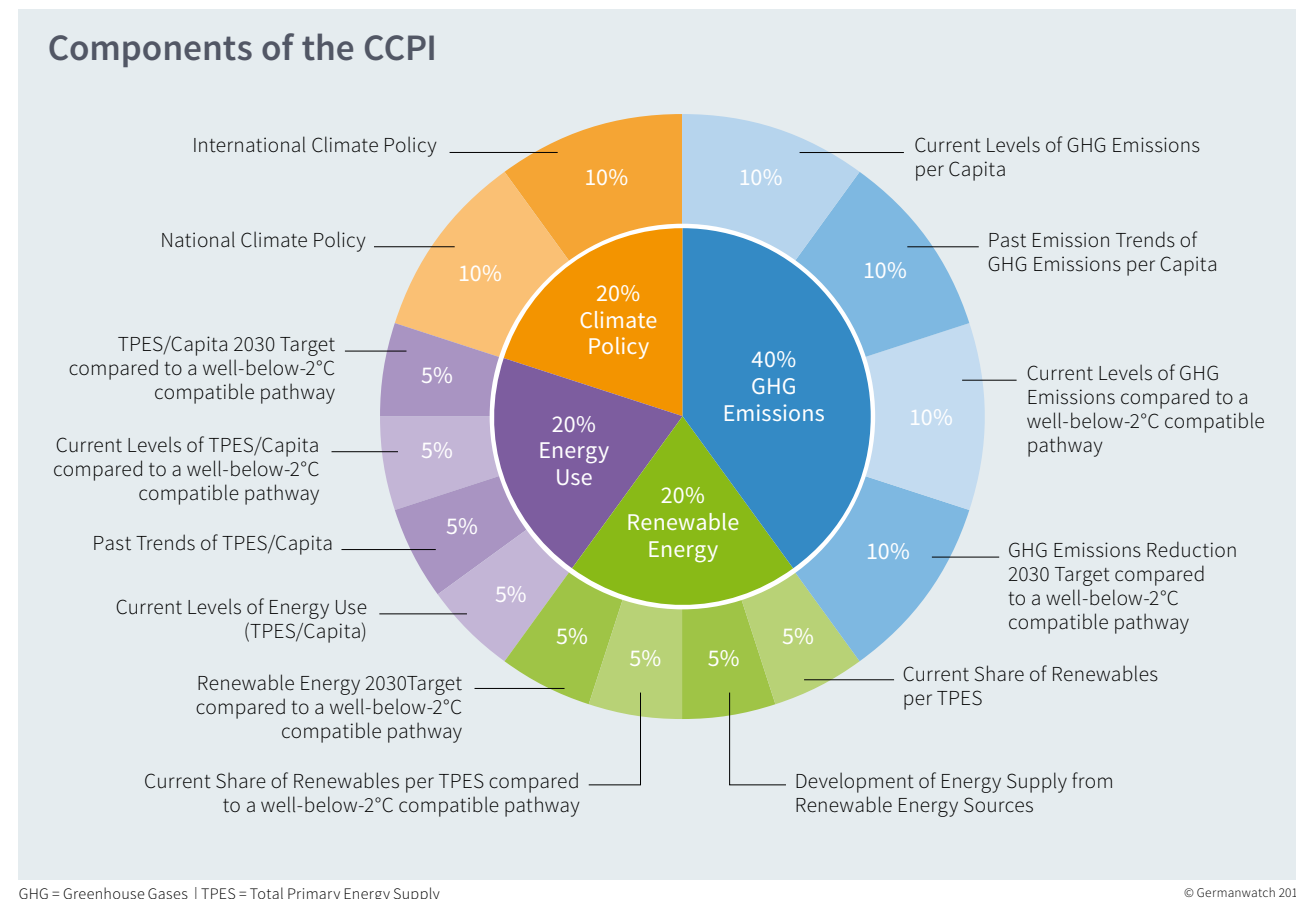 Components of the CCPI
International Climate Policy
10%
10%
Current Levels of GHG Emissions
per Capita
National Climate Policy
10%
10%
Past Emission Trends of
GHG Emissions per Capita
20%
Climate
Policy
40%
GHG
Emissions
TPES/Capita 2030 Target
compared to a well-below-2°C
compatible pathway
5%
10%
Current Levels of GHG
Emissions compared to a
well-below-2°C compatible
pathway
Current Levels of TPES/Capita
compared to a well-below-2°C
compatible pathway
5%
20%
Energy
Use
20%
Renewable
Energy
Past Trends of TPES/Capita
5%
10%
GHG Emissions Reduction
2030 Target compared
to a well-below-2°C
compatible pathway
Current Levels of Energy Use
(TPES/Capita)
5%
5%
5%
5%
5%
Current Share of Renewables
per TPES
Renewable Energy 2030Target
compared to a well-below-2°C
compatible pathway
Current Share of Renewables per TPES compared
to a well-below-2°C compatible pathway
Development of Energy Supply from
Renewable Energy Sources
GHG = Greenhouse Gases | TPES = Total Primary Energy Supply
© Germanwatch